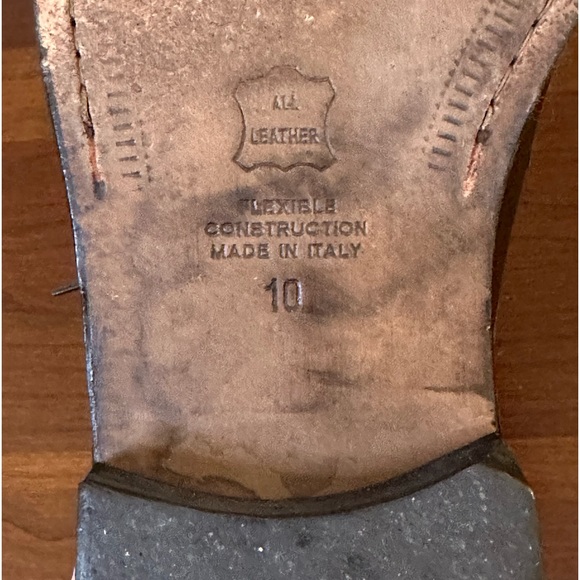 ALL
LEATHER
FLEXIBLE
CONSTRUCTION
MADE IN ITALY
10